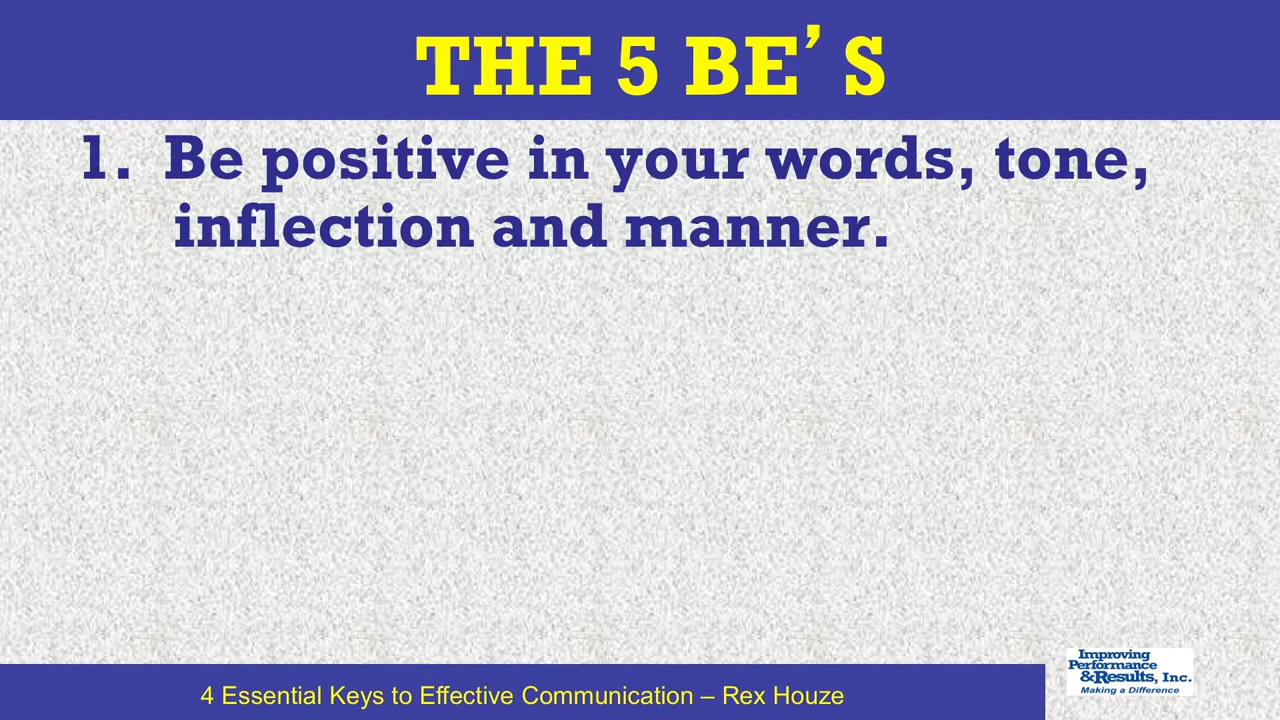 THE 5 BE’S
1. Be positive in your words, tone,
inflection and manner.
4 Essential Keys to Effective Communication – Rex Houze
Improving
Performance
&Results, Inc.
Making a Difference